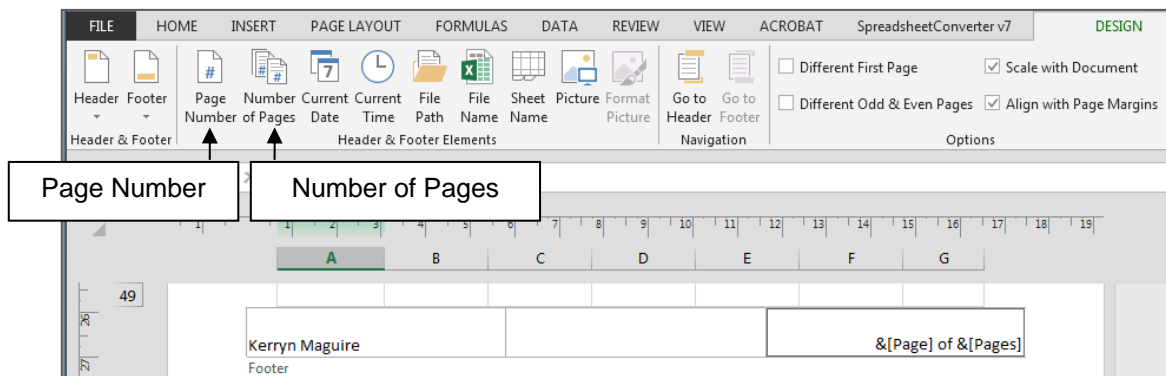 FILE HOME INSERT PAGE LAYOUT FORMULAS DATA REVIEW VIEW ACROBAT SpreadsheetConverter v7 DESIGN
# # # 7
Header Footer Page Number Number of Pages Current Date Current Time File Path File Name Sheet Name Picture Format Picture Go to Header Go to Footer
Different First Page Scale with Document
Different Odd & Even Pages Align with Page Margins
Header & Footer Header & Footer Elements Navigation Options
Page Number Number of Pages
1 1 2 3 4 5 6 7 8 9 10 11 12 13 14 15 16 17 18 19
A B C D E F G
49
26
Kerryn Maguire &[Page] of &[Pages]
27
Footer